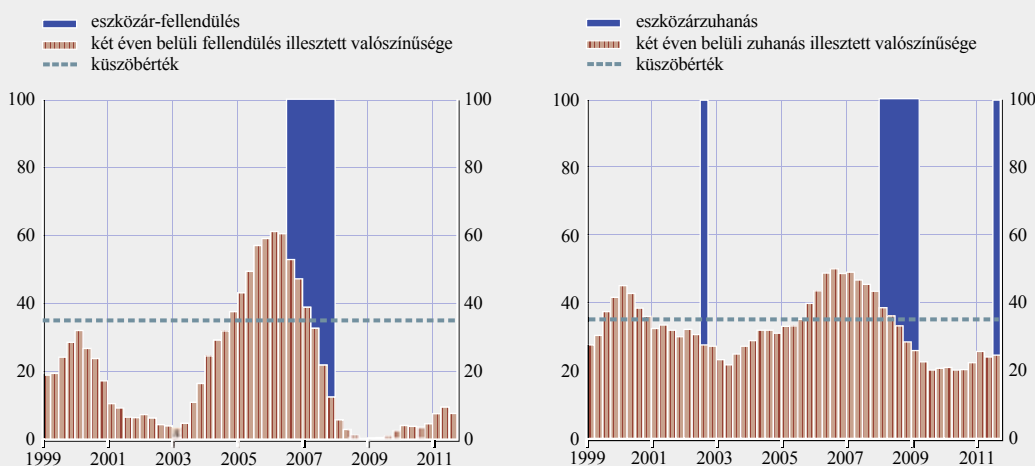 eszközár-fellendülés
két éven belüli fellendülés illesztett valószínűsége
küszöbérték
100 100
80 80
60 60
40 40
20 20
0 0
1999 2001 2003 2005 2007 2009 2011
eszközárzuhanás
két éven belüli zuhanás illesztett valószínűsége
küszöbérték
100 100
80 80
60 60
40 40
20 20
0 0
1999 2001 2003 2005 2007 2009 2011